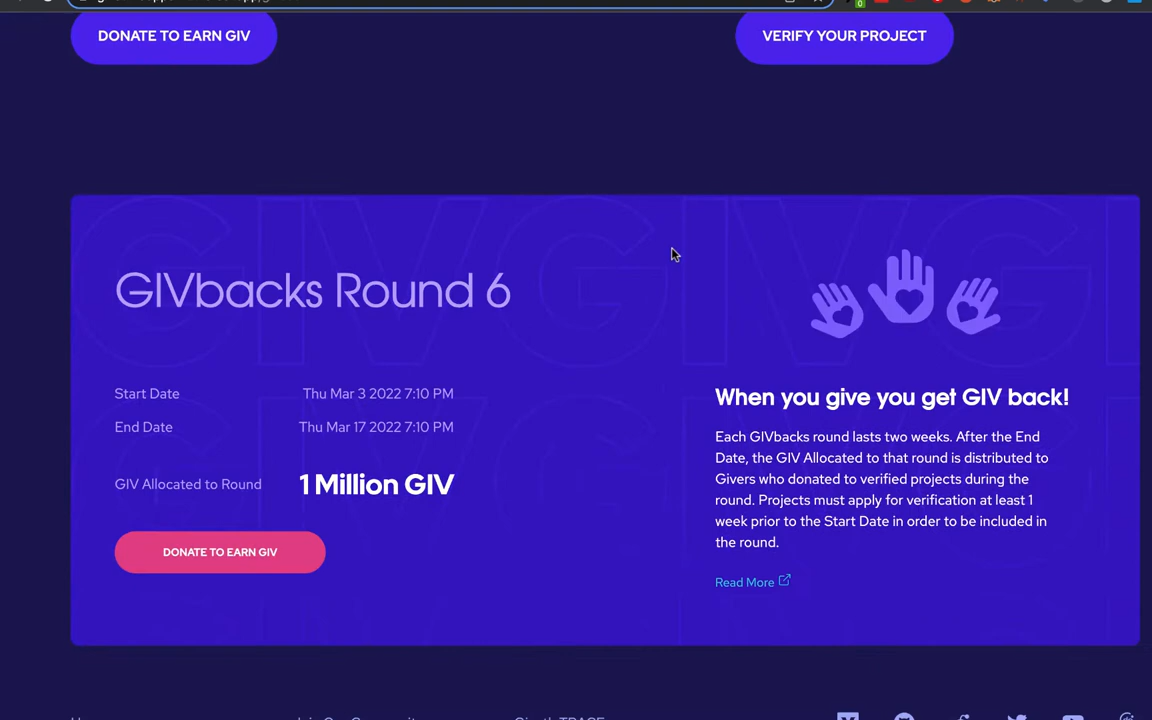 DONATE TO EARN GIV
VERIFY YOUR PROJECT
GIVbacks Round 6
Start Date Thu Mar 3 2022 7:10 PM
End Date Thu Mar 17 2022 7:10 PM
GIV Allocated to Round 1 Million GIV
DONATE TO EARN GIV
When you give you get GIV back!
Each GIVbacks round lasts two weeks. After the End
Date, the GIV Allocated to that round is distributed to
Givers who donated to verified projects during the
round. Projects must apply for verification at least 1
week prior to the Start Date in order to be included in
the round.
Read More